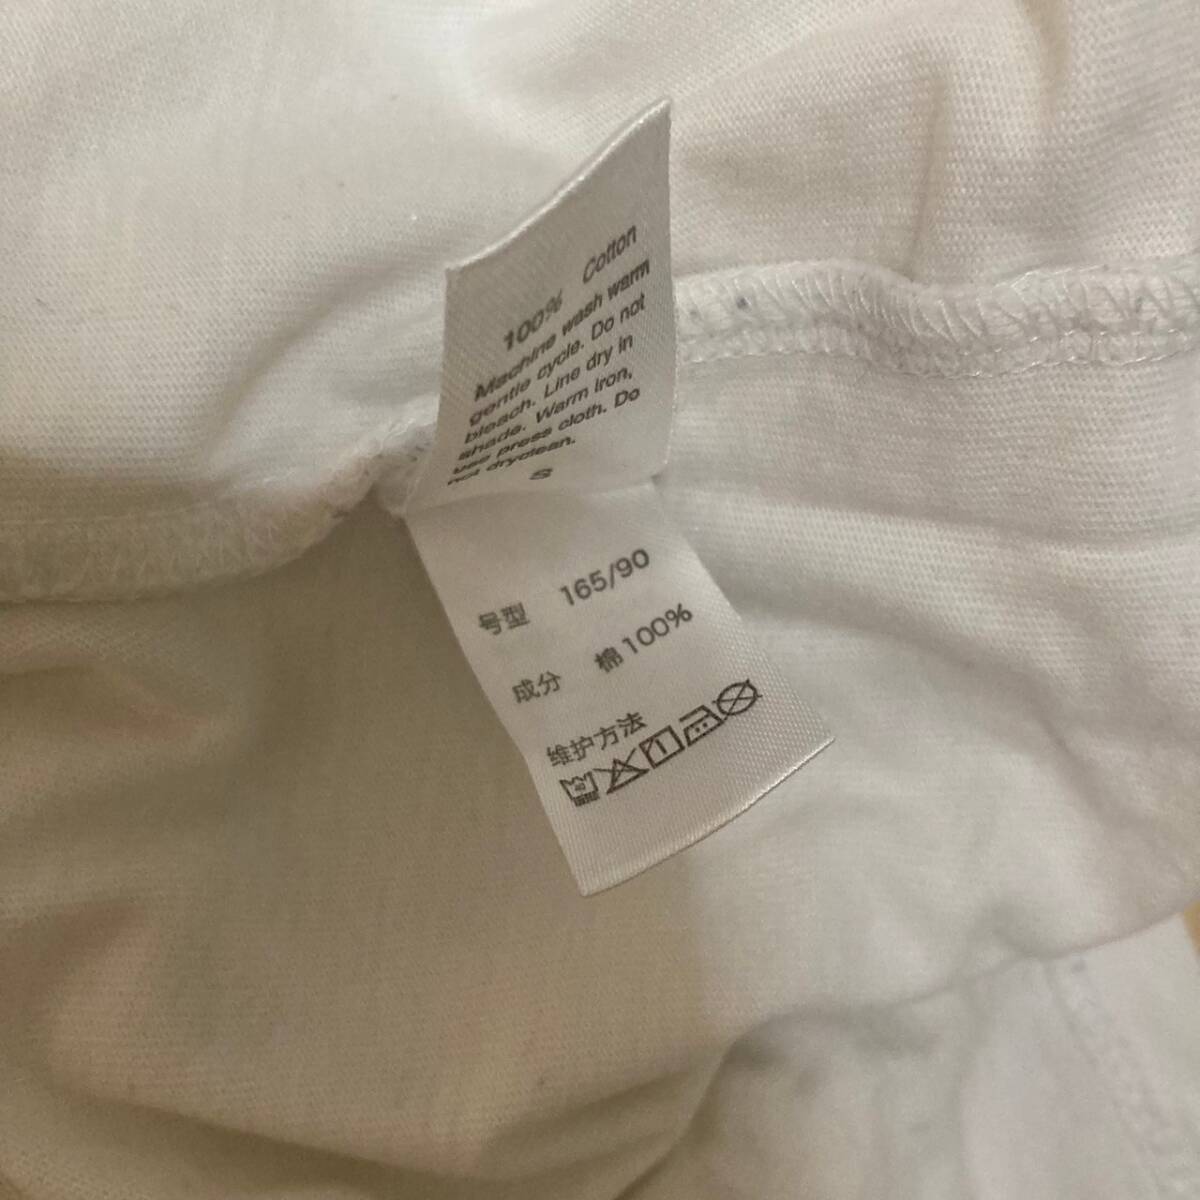 100% Cotton
Machine wash warm
gentle cycle. Do not
bleach. Line dry in
shade. Warm iron,
use press cloth. Do
not dryclean.
S
号型 165/90
成分 棉100%
维护方法